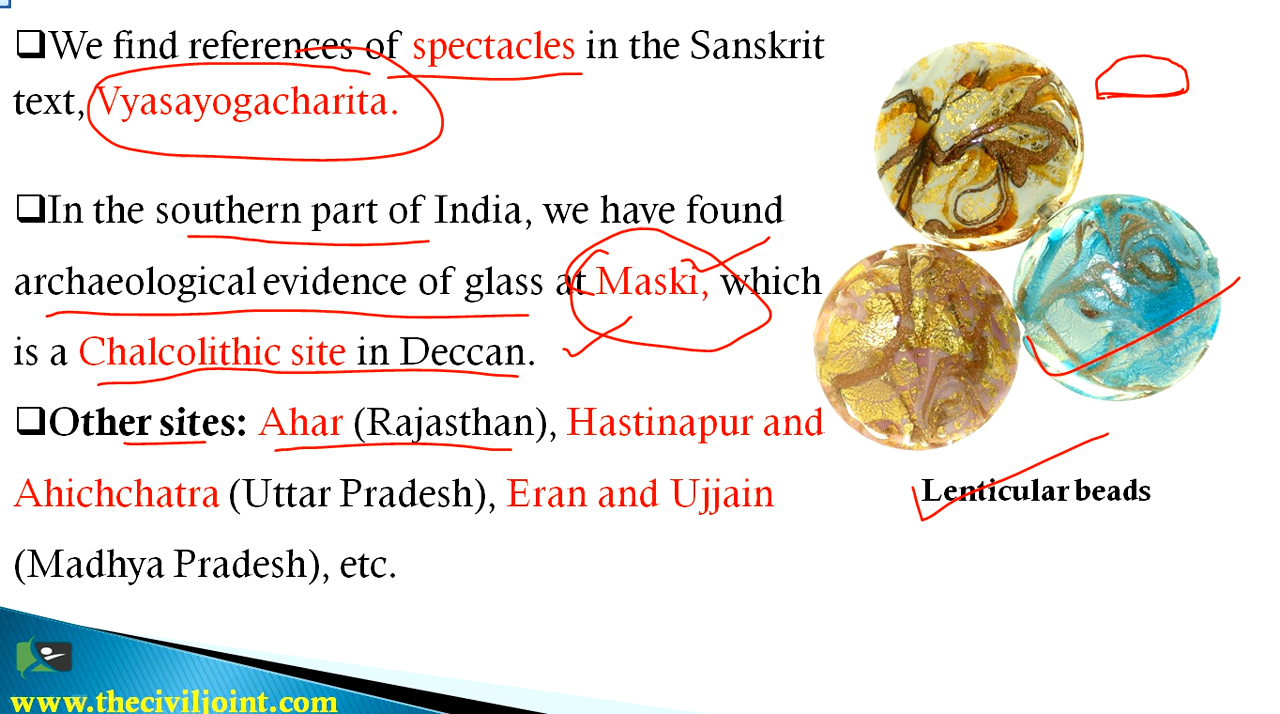 ❑We find references of spectacles in the Sanskrit
text, Vyasayogacharita.
❑In the southern part of India, we have found
archaeological evidence of glass at Maski, which
is a Chalcolithic site in Deccan.
❑Other sites: Ahar (Rajasthan), Hastinapur and
Ahichchatra (Uttar Pradesh), Eran and Ujjain
(Madhya Pradesh), etc.
Lenticular beads
www.theciviljoint.com